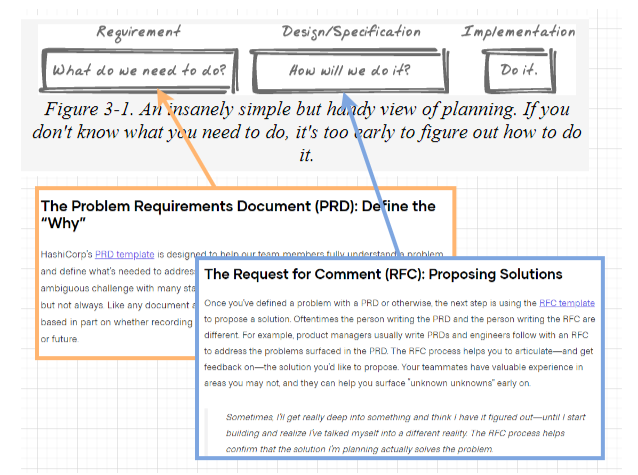 Requirement
Design/Specification
Implementation
What do we need to do?
How will we do it?
Do it.
Figure 3-1. An insanely simple but handy view of planning. If you
don't know what you need to do, it's too early to figure out how to do
it.
The Problem Requirements Document (PRD): Define the
“Why”
HashiCorp's PRD template is designed to help our team members fully understand a problem
and define what's needed to address
ambiguous challenge with many sta
but not always. Like any document a
based in part on whether recording
or future.
The Request for Comment (RFC): Proposing Solutions
Once you've defined a problem with a PRD or otherwise, the next step is using the RFC template
to propose a solution. Oftentimes the person writing the PRD and the person writing the RFC are
different. For example, product managers usually write PRDs and engineers follow with an RFC
to address the problems surfaced in the PRD. The RFC process helps you to articulate—and get
feedback on—the solution you'd like to propose. Your teammates have valuable experience in
areas you may not, and they can help you surface "unknown unknowns" early on.
Sometimes, I'll get really deep into something and think I have it figured out—until I start
building and realize I've talked myself into a different reality. The RFC process helps
confirm that the solution I'm planning actually solves the problem.